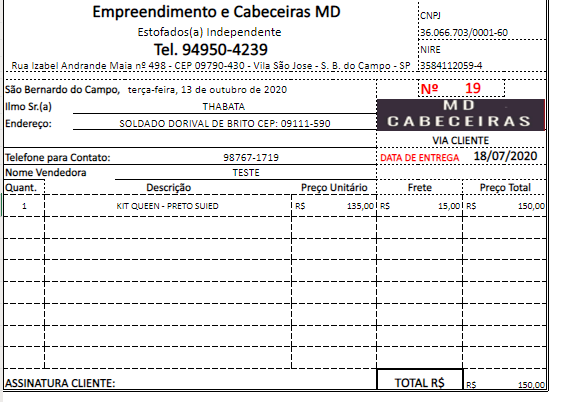 Empreendimento e Cabeceiras MD
CNPJ
Estofados(a) Independente
36.066.703/0001-60
Tel. 94950-4239
NIRE
Rua Izabel Andrande Maia nº 498 - CEP 09790-430 - Vila São Jose - S. B. do Campo - SP
3584112059-4
São Bernardo do Campo, terça-feira, 13 de outubro de 2020
Nº 19
Ilmo Sr.(a) THABATA
MD
CABECEIRAS
Endereço: SOLDADO DORIVAL DE BRITO CEP: 09111-590
VIA CLIENTE
Telefone para Contato: 98767-1719
DATA DE ENTREGA 18/07/2020
Nome Vendedora TESTE
Quant. Descrição Preço Unitário Frete Preço Total
1 KIT QUEEN - PRETO SUIED R$ 135,00 R$ 15,00 R$ 150,00
ASSINATURA CLIENTE: TOTAL R$ R$ 150,00